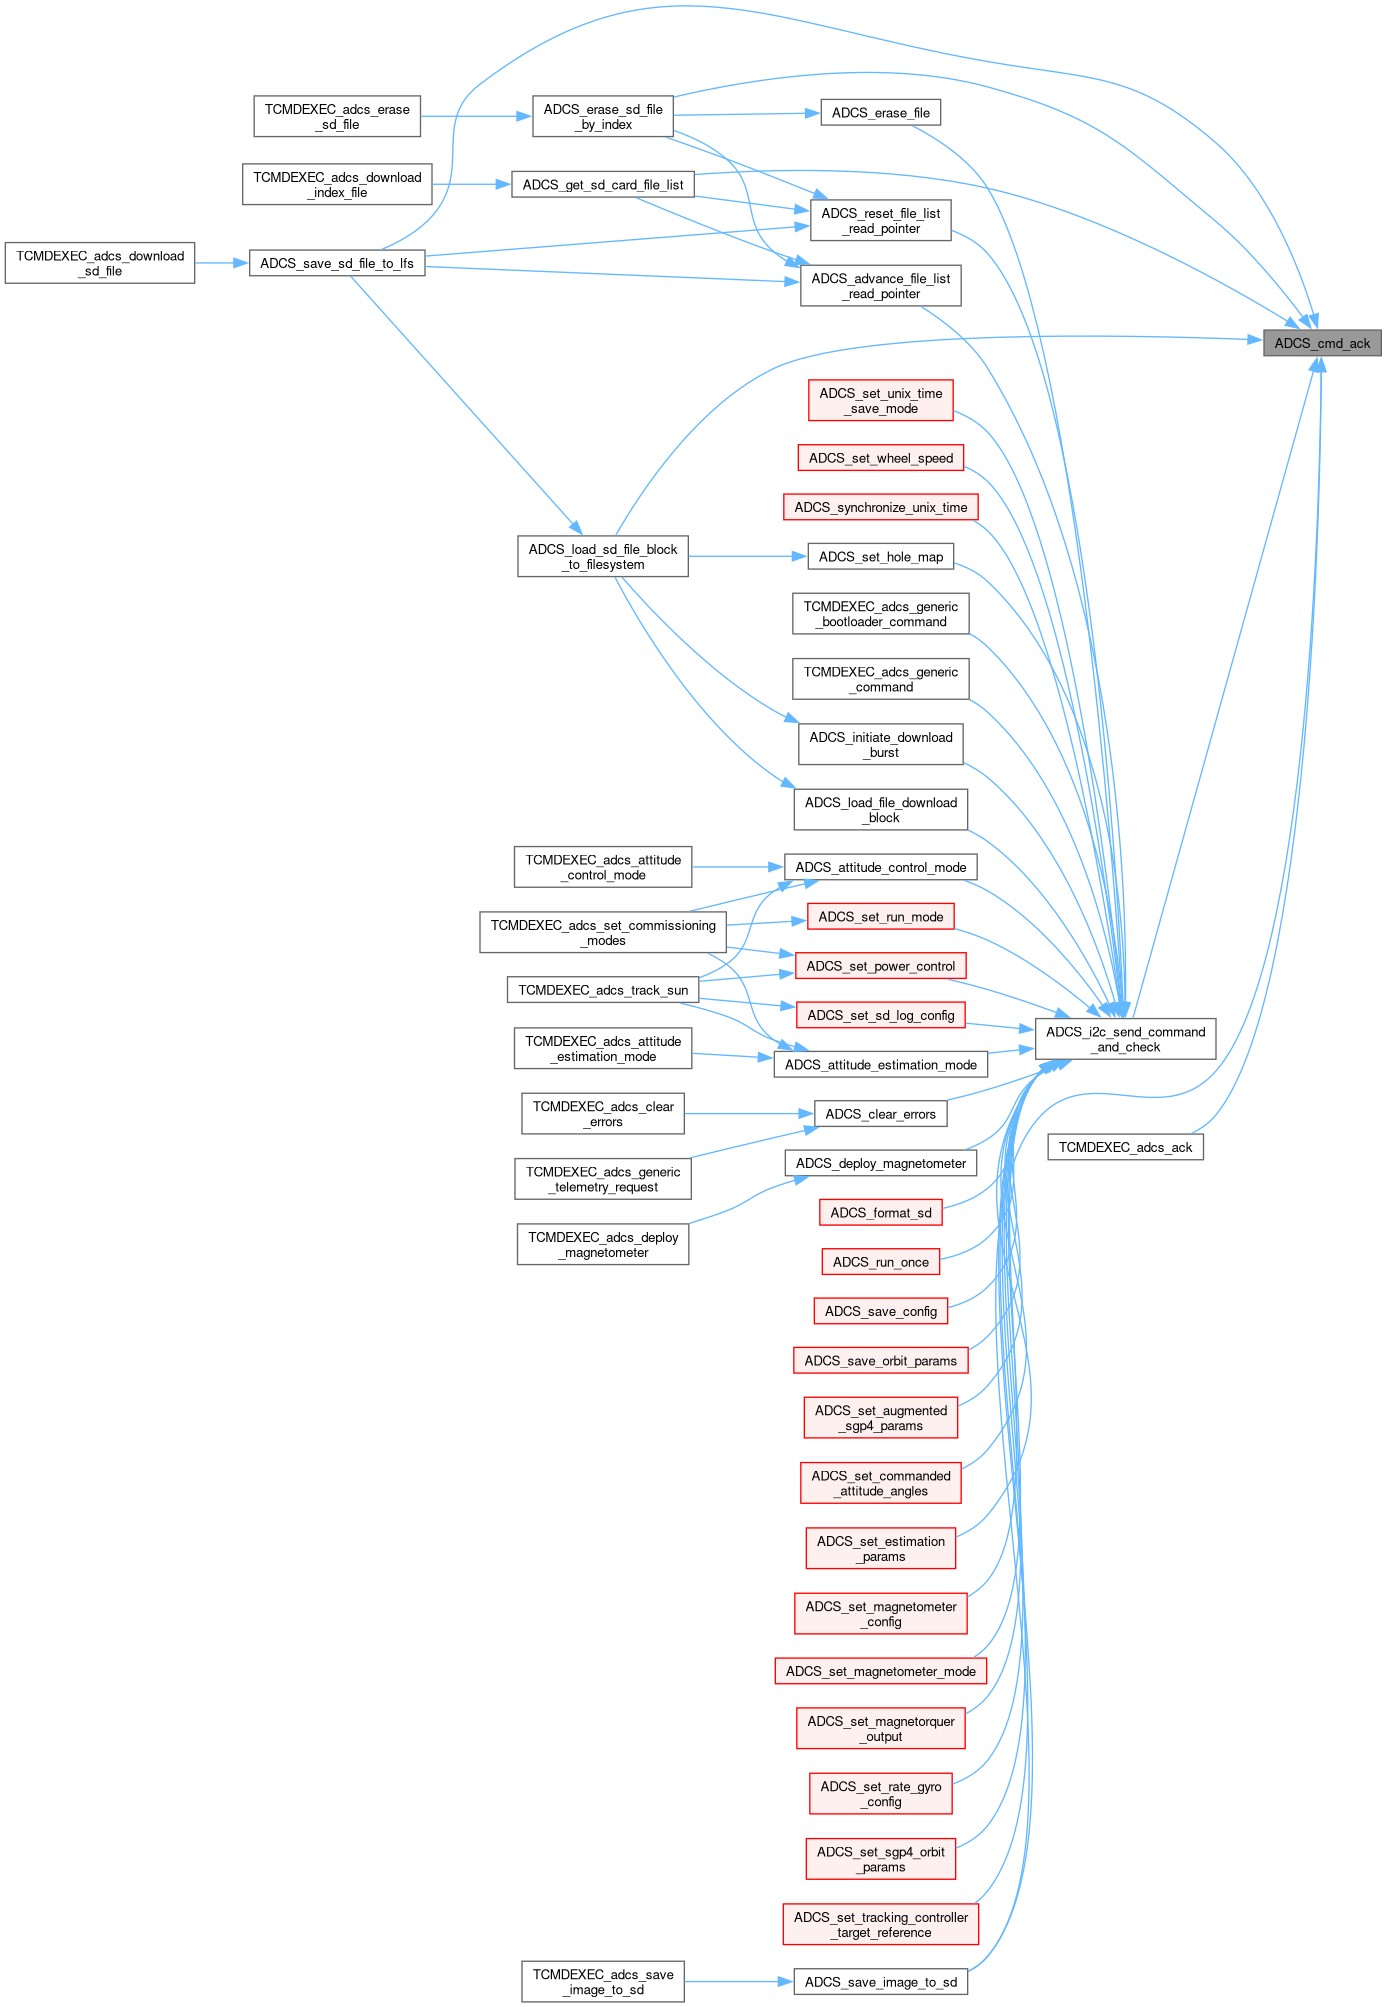 TCMDEXEC_adcs_erase
_sd_file
ADCS_erase_sd_file
_by_index
ADCS_erase_file
TCMDEXEC_adcs_download
_index_file
ADCS_get_sd_card_file_list
ADCS_reset_file_list
_read_pointer
TCMDEXEC_adcs_download
_sd_file
ADCS_save_sd_file_to_lfs
ADCS_advance_file_list
_read_pointer
ADCS_cmd_ack
ADCS_set_unix_time
_save_mode
ADCS_set_wheel_speed
ADCS_synchronize_unix_time
ADCS_load_sd_file_block
_to_filesystem
ADCS_set_hole_map
TCMDEXEC_adcs_generic
_bootloader_command
TCMDEXEC_adcs_generic
_command
ADCS_initiate_download
_burst
ADCS_load_file_download
_block
TCMDEXEC_adcs_attitude
_control_mode
ADCS_attitude_control_mode
TCMDEXEC_adcs_set_commissioning
_modes
ADCS_set_run_mode
ADCS_set_power_control
TCMDEXEC_adcs_track_sun
ADCS_set_sd_log_config
ADCS_i2c_send_command
_and_check
TCMDEXEC_adcs_attitude
_estimation_mode
ADCS_attitude_estimation_mode
TCMDEXEC_adcs_clear
_errors
ADCS_clear_errors
TCMDEXEC_adcs_ack
TCMDEXEC_adcs_generic
_telemetry_request
ADCS_deploy_magnetometer
TCMDEXEC_adcs_deploy
_magnetometer
ADCS_format_sd
ADCS_run_once
ADCS_save_config
ADCS_save_orbit_params
ADCS_set_augmented
_sgp4_params
ADCS_set_commanded
_attitude_angles
ADCS_set_estimation
_params
ADCS_set_magnetometer
_config
ADCS_set_magnetometer_mode
ADCS_set_magnetorquer
_output
ADCS_set_rate_gyro
_config
ADCS_set_sgp4_orbit
_params
ADCS_set_tracking_controller
_target_reference
TCMDEXEC_adcs_save
_image_to_sd
ADCS_save_image_to_sd